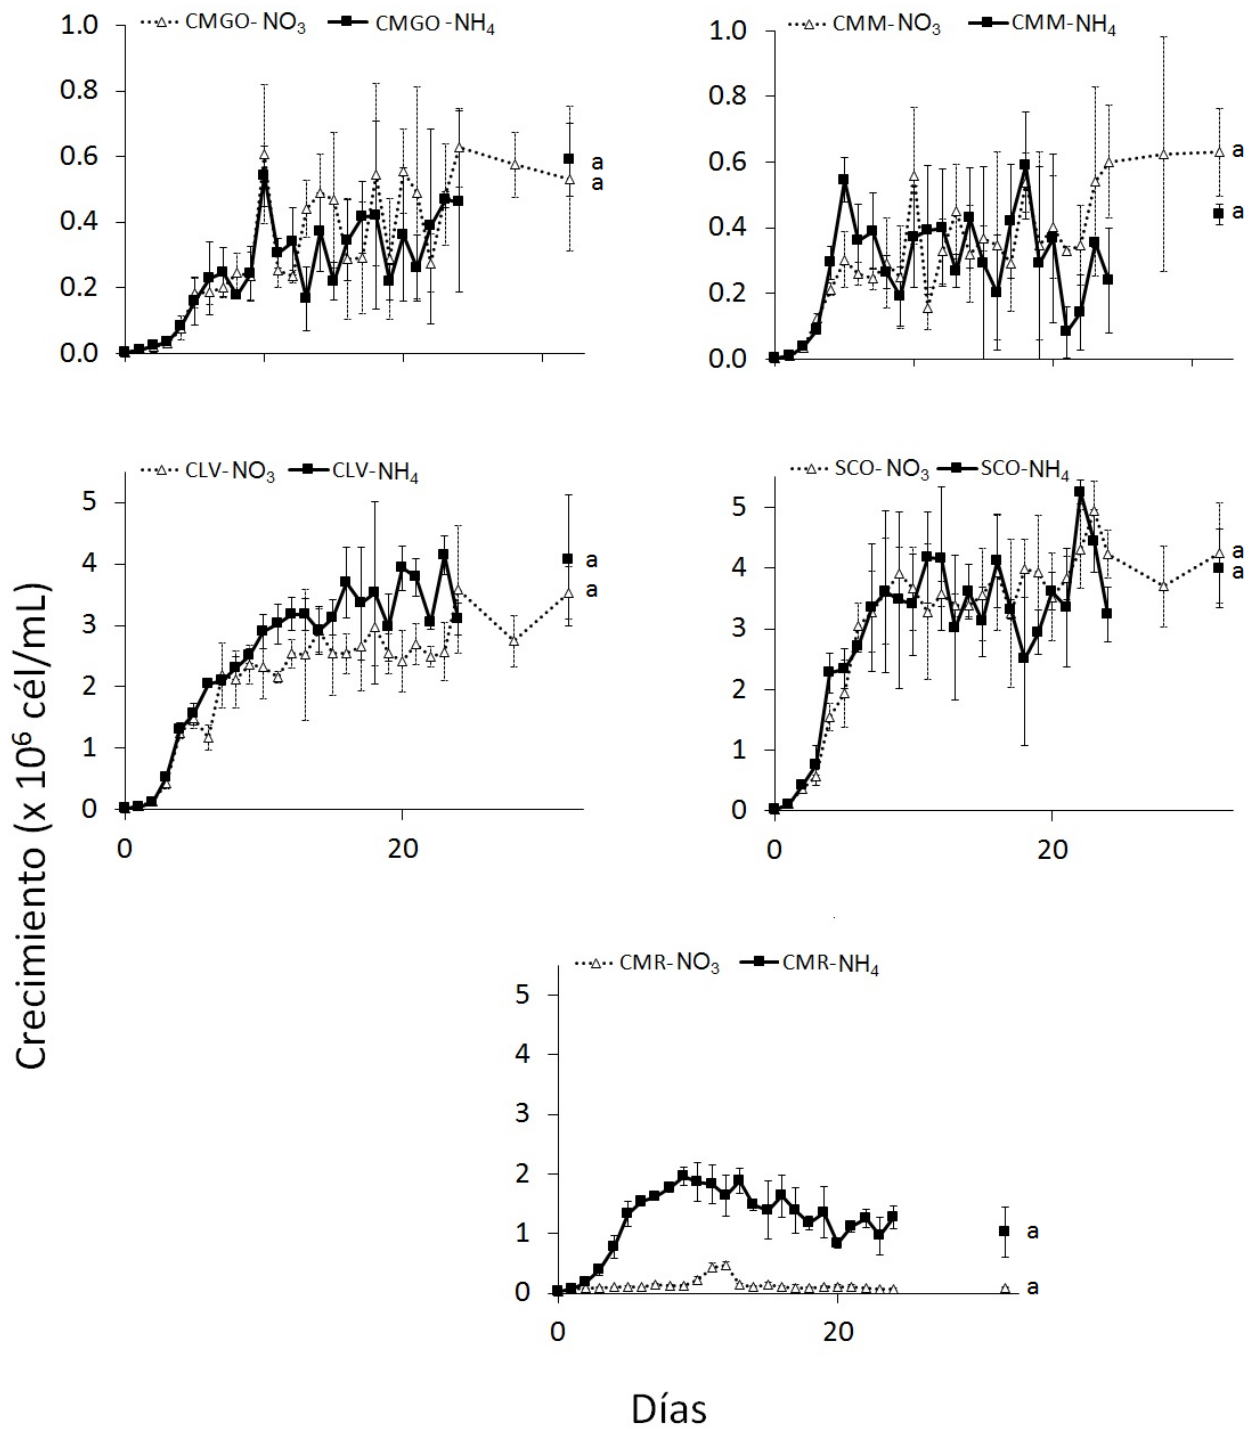 CMGO-NO3 CMGO-NH4
1.0
0.8
0.6
0.4
0.2
0.0
a
a
CMM-NO3 CMM-NH4
1.0
0.8
0.6
0.4
0.2
0.0
a
a
CLV-NO3 CLV-NH4
5
4
3
2
1
0
0 20
a
a
SCO-NO3 SCO-NH4
5
4
3
2
1
0
0 20
a
a
CMR-NO3 CMR-NH4
5
4
3
2
1
0
0 20
a
a
Crecimiento (x 10⁶ cél/mL)
Días